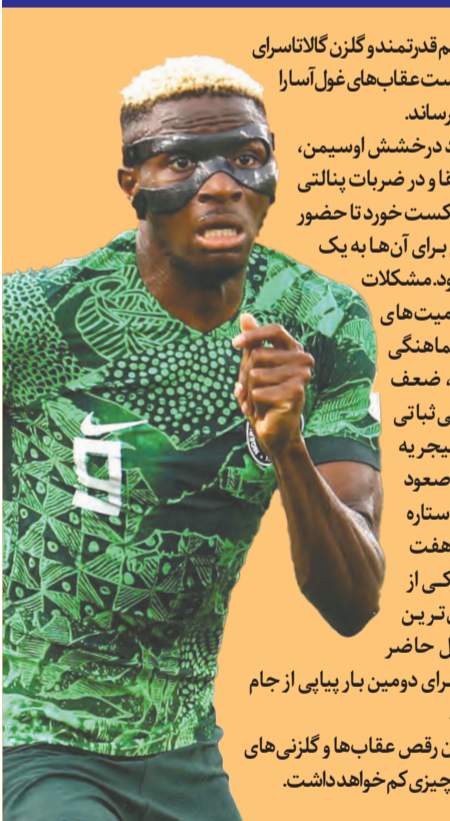 م قدرتمند و گلزن گالاتاسرای
ست عقاب‌های غول‌آسا را
رساند.
د درخشش اوسیمن،
قا و در ضربات پنالتی
کست خورد تا حضور
برای آن‌ها به یک
ود. مشکلات
میت‌های
ماهنگی
، ضعف
ی‌ثباتی
یجریه
صعود
ستاره
هفت
کی از
ترین
ل حاضر
رای دومین بار پیاپی از جام
ن رقص عقاب‌ها و گلزنی‌های
چیزی کم خواهد داشت.